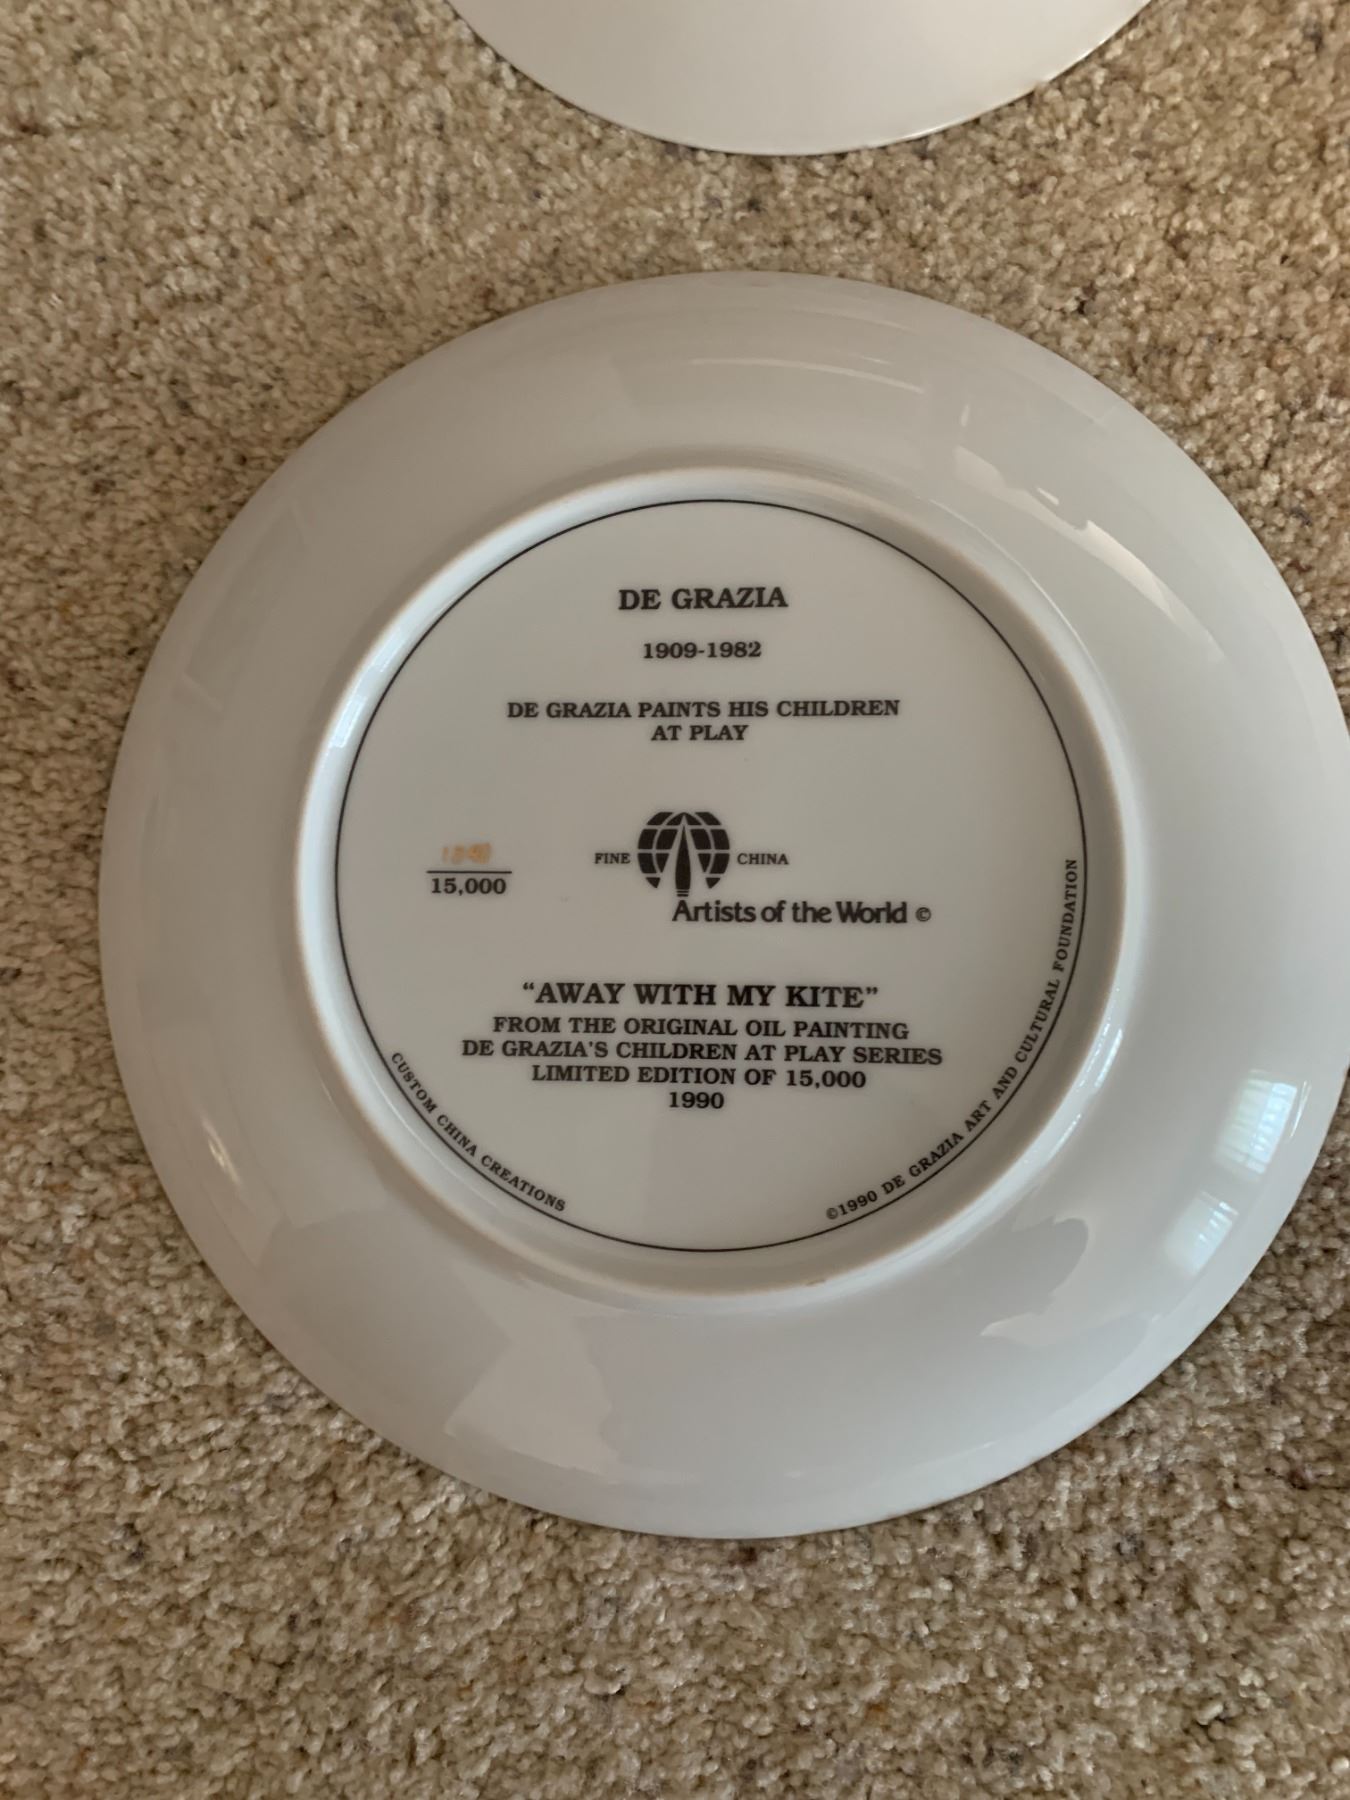 DE GRAZIA
1909-1982
DE GRAZIA PAINTS HIS CHILDREN
AT PLAY
15,000
FINE CHINA
Artists of the World ©
“AWAY WITH MY KITE”
FROM THE ORIGINAL OIL PAINTING
DE GRAZIA'S CHILDREN AT PLAY SERIES
LIMITED EDITION OF 15,000
1990
CUSTOM CHINA CREATIONS
©1990 DE GRAZIA ART AND CULTURAL FOUNDATION